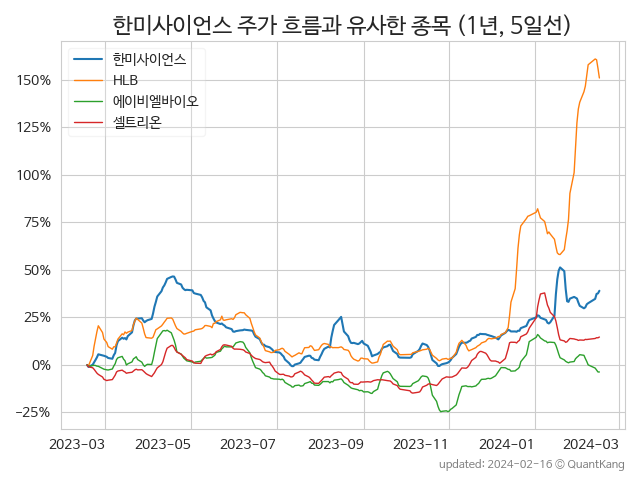 한미사이언스 주가 흐름과 유사한 종목 (1년, 5일선)
한미사이언스
HLB
에이비엘바이오
셀트리온
150%
125%
100%
75%
50%
25%
0%
−25%
2023-03 2023-05 2023-07 2023-09 2023-11 2024-01 2024-03
updated: 2024-02-16 © QuantKang